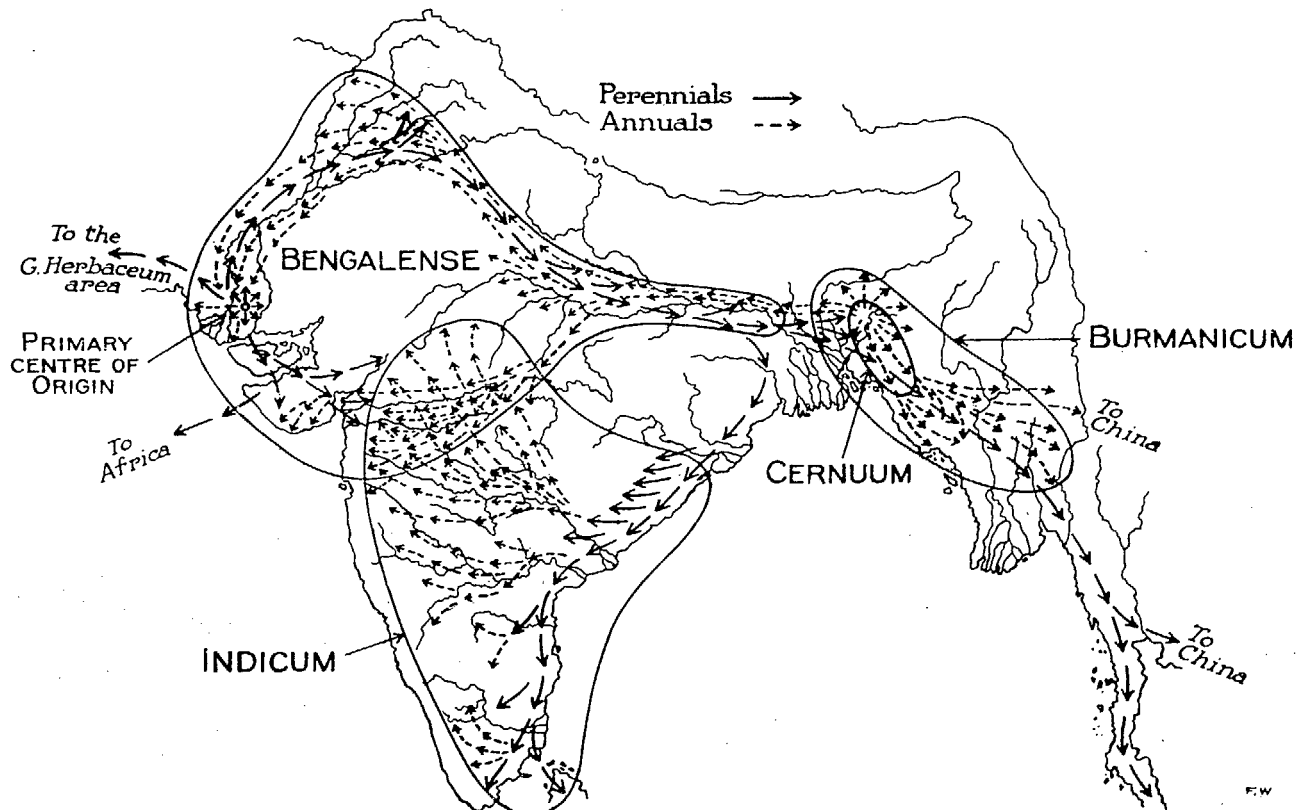 Perennials
Annuals
To the
G. Herbaceum
area
BENGALENSE
PRIMARY
CENTRE OF
ORIGIN
BURMANICUM
To
Africa
To
China
CERNUUM
INDICUM
To
China
F.W